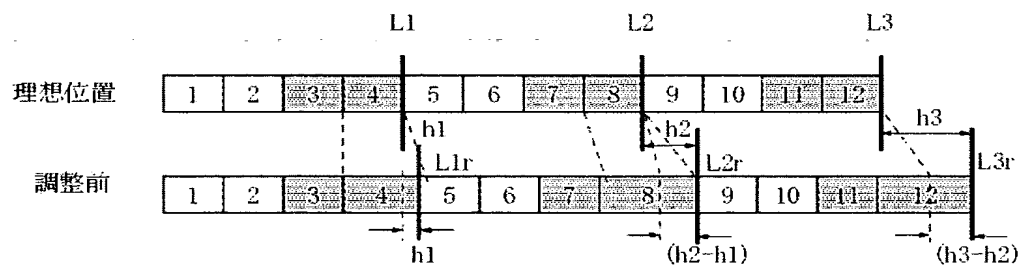 L1 L2 L3
理想位置 1 2 3 4 5 6 7 8 9 10 11 12
h1 h2 h3
L1r L2r L3r
調整前 1 2 3 4 5 6 7 8 9 10 11 12
h1 (h2-h1) (h3-h2)